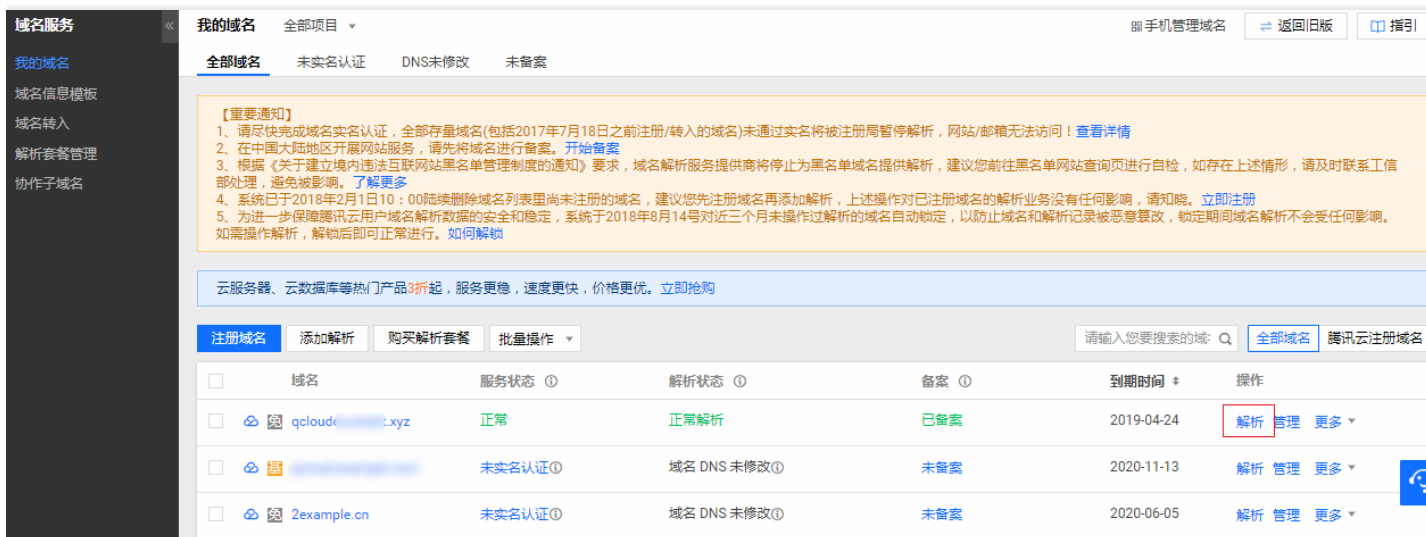 域名服务 «
我的域名 全部项目
手机管理域名 返回旧版 指引
我的域名
域名信息模板
域名转入
解析套餐管理
协作子域名
全部域名 未实名认证 DNS未修改 未备案
【重要通知】
1、请尽快完成域名实名认证，全部存量域名(包括2017年7月18日之前注册/转入的域名)未通过实名将被注册局暂停解析，网站/邮箱无法访问！查看详情
2、在中国大陆地区开展网站服务，请先将域名进行备案。开始备案
3、根据《关于建立境内违法互联网站黑名单管理制度的通知》要求，域名解析服务提供商将停止为黑名单域名提供解析，建议您前往黑名单网站查询页进行自检，如存在上述情形，请及时联系工信
部处理，避免被影响。了解更多
4、系统已于2018年2月1日10：00陆续删除域名列表里尚未注册的域名，建议您先注册域名再添加解析，上述操作对已注册域名的解析业务没有任何影响，请知晓。立即注册
5、为进一步保障腾讯云用户域名解析数据的安全和稳定，系统于2018年8月14号对近三个月未操作过解析的域名自动锁定，以防止域名和解析记录被恶意篡改，锁定期间域名解析不会受任何影响。
如需操作解析，解锁后即可正常进行。如何解锁
云服务器、云数据库等热门产品3折起，服务更稳，速度更快，价格更优。立即抢购
注册域名 添加解析 购买解析套餐 批量操作 请输入您要搜索的域 全部域名 腾讯云注册域名
域名 服务状态 解析状态 备案 到期时间 操作
免 qcloud .xyz 正常 正常解析 已备案 2019-04-24 解析 管理 更多
基 未实名认证 域名 DNS 未修改 未备案 2020-11-13 解析 管理 更多
免 2example.cn 未实名认证 域名 DNS 未修改 未备案 2020-06-05 解析 管理 更多